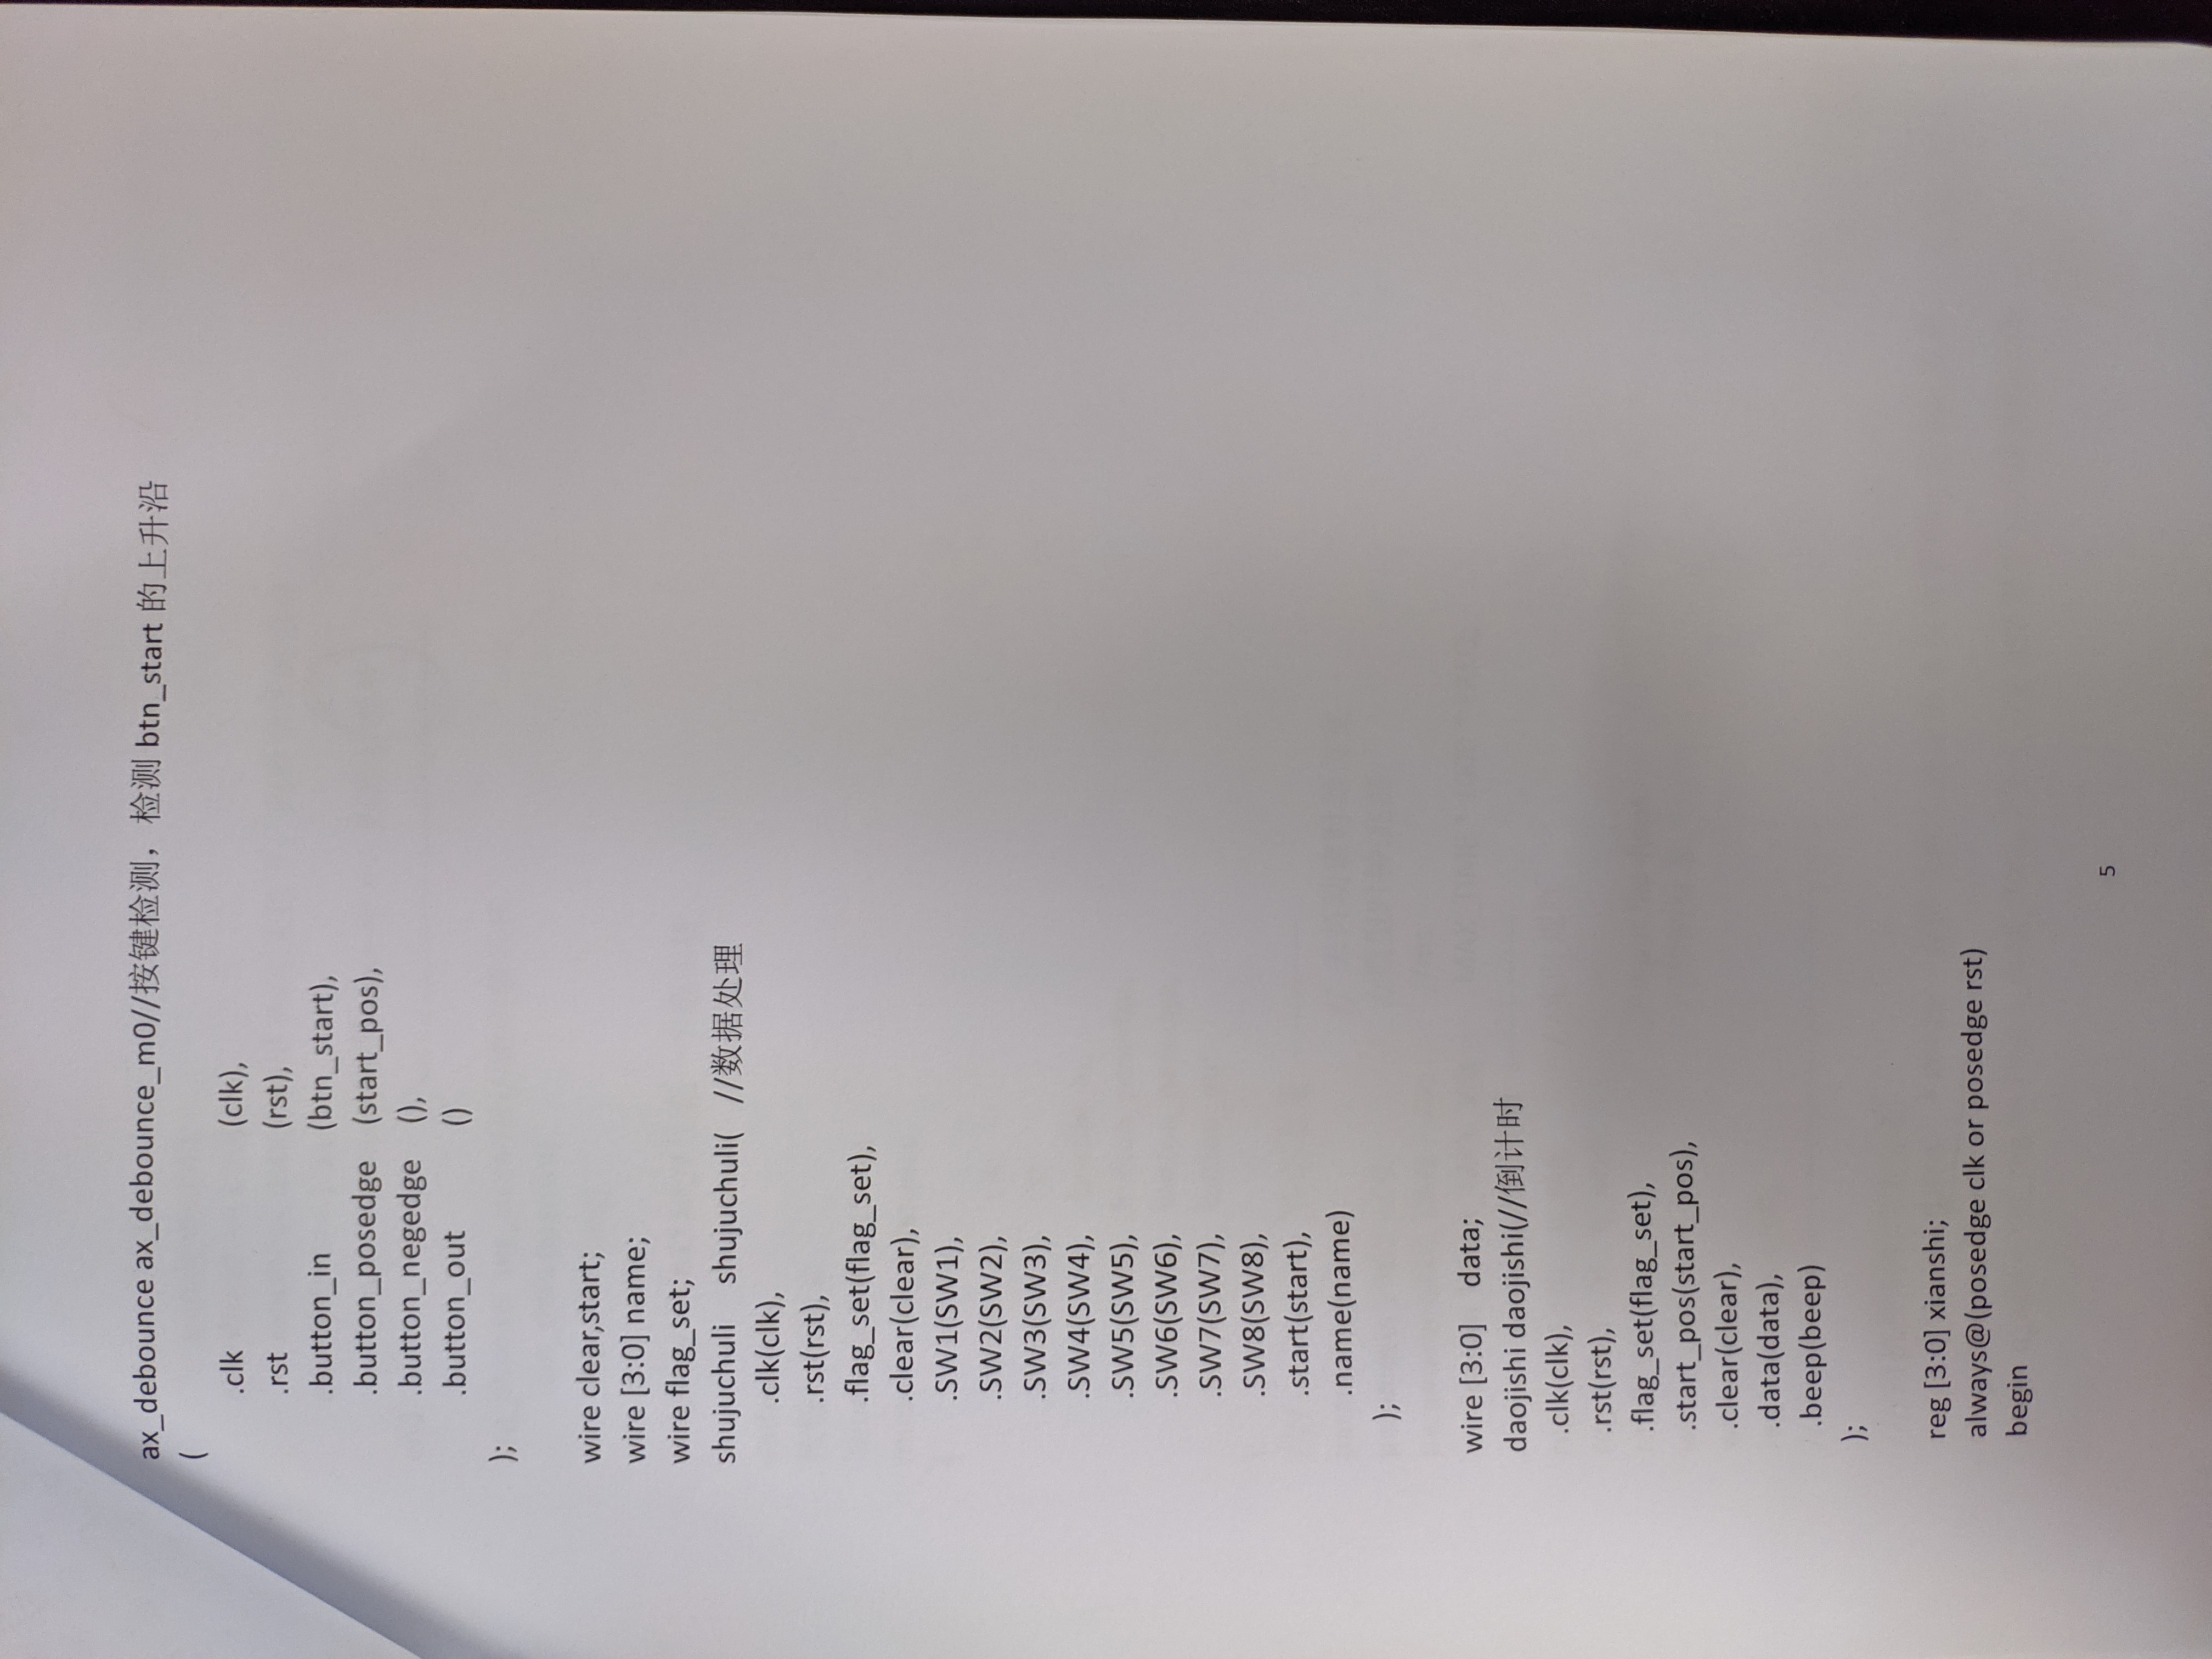 ax_debounce ax_debounce_m0//按键检测，检测 btn_start 的上升沿
(
.clk (clk),
.rst (rst),
.button_in (btn_start),
.button_posedge (start_pos),
.button_negedge (),
.button_out ()
);
wire clear,start;
wire [3:0] name;
wire flag_set;
shujuchuli shujuchuli( //数据处理
.clk(clk),
.rst(rst),
.flag_set(flag_set),
.clear(clear),
.SW1(SW1),
.SW2(SW2),
.SW3(SW3),
.SW4(SW4),
.SW5(SW5),
.SW6(SW6),
.SW7(SW7),
.SW8(SW8),
.start(start),
.name(name)
);
wire [3:0] data;
daojishi daojishi(//倒计时
.clk(clk),
.rst(rst),
.flag_set(flag_set),
.start_pos(start_pos),
.clear(clear),
.data(data),
.beep(beep)
);
reg [3:0] xianshi;
always@(posedge clk or posedge rst)
begin
5